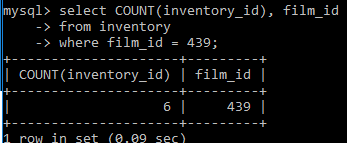 mysql> select COUNT(inventory_id), film_id
    -> from inventory
    -> where film_id = 439;
+---------------------+---------+
| COUNT(inventory_id) | film_id |
+---------------------+---------+
|                   6 |     439 |
+---------------------+---------+
1 row in set (0.09 sec)